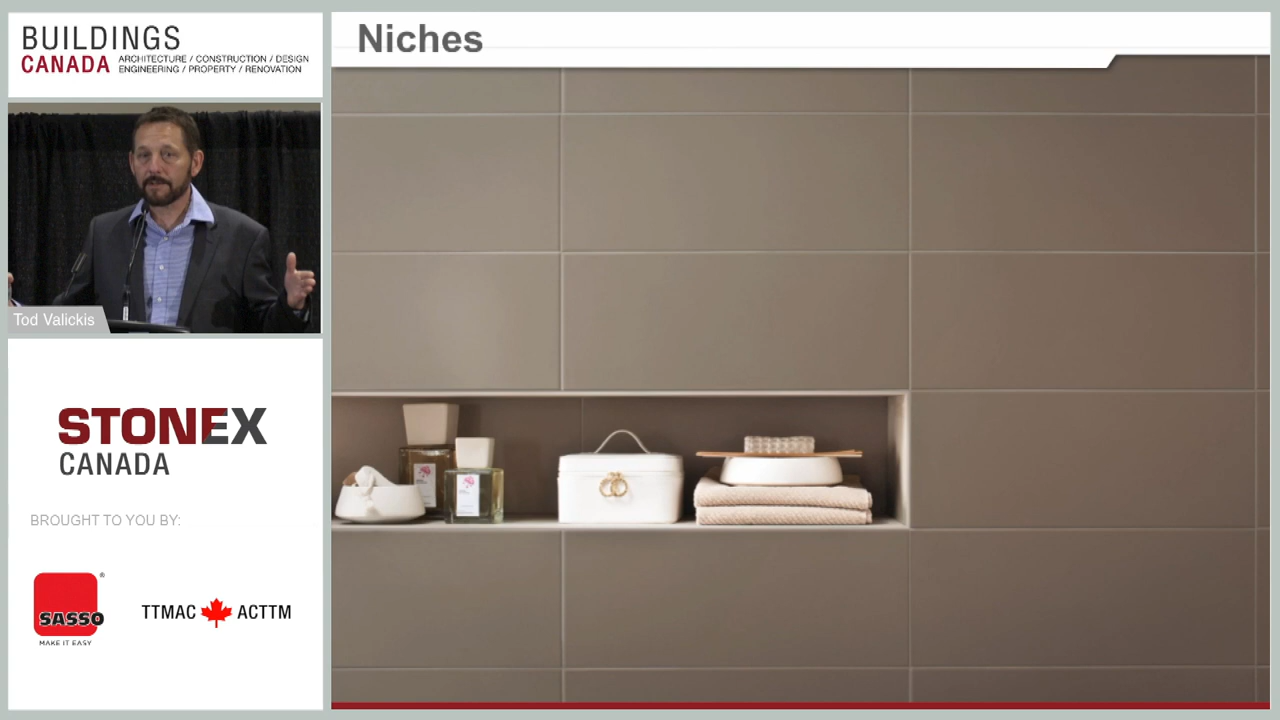 BUILDINGS
CANADA ARCHITECTURE / CONSTRUCTION / DESIGN
ENGINEERING / PROPERTY / RENOVATION
Niches
Tod Valickis
STONEX
CANADA
BROUGHT TO YOU BY:
SASSO®
MAKE IT EASY
TTMAC ACTTM